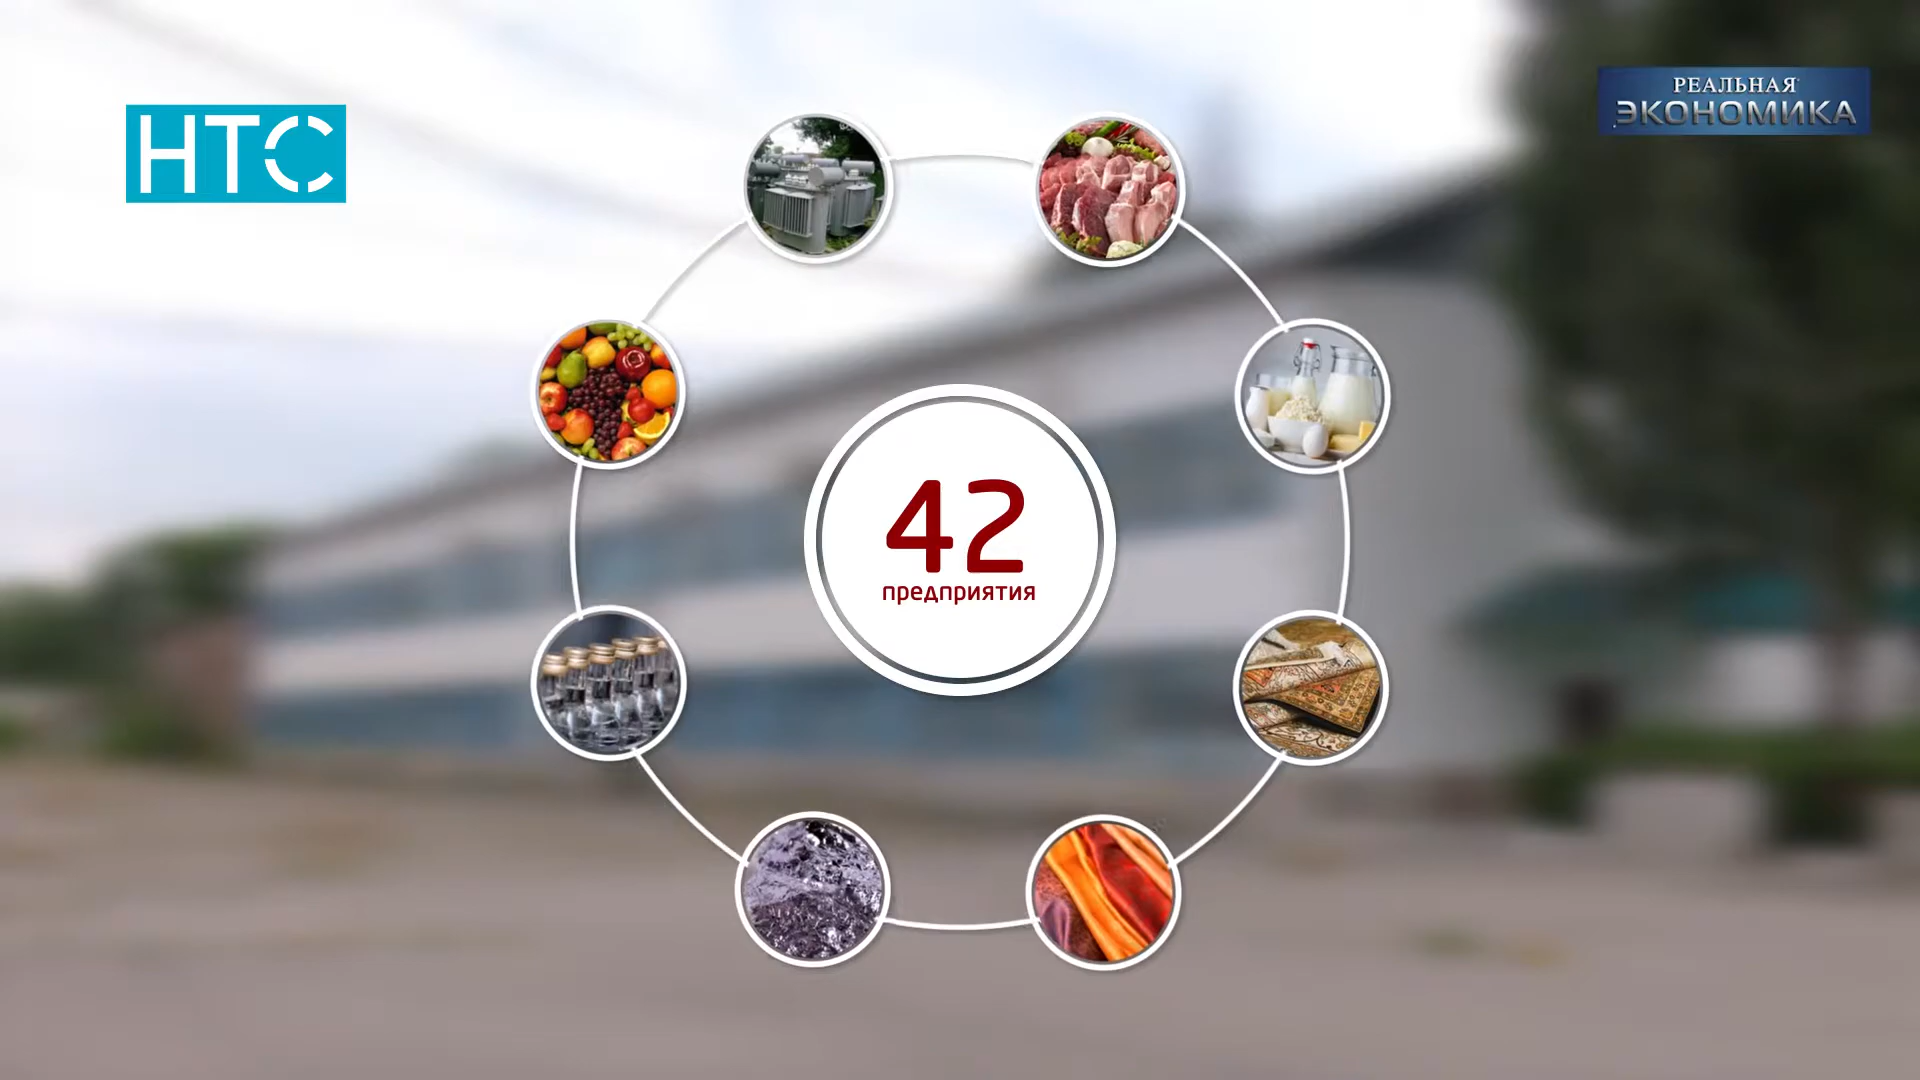 НТС
РЕАЛЬНАЯ
ЭКОНОМИКА
42
предприятия